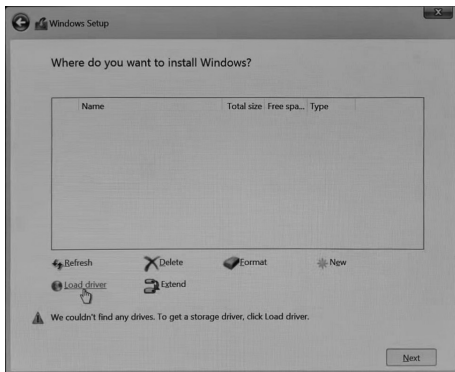 Windows Setup
Where do you want to install Windows?
Name Total size Free spa... Type
Refresh Delete Format New
Load driver Extend
We couldn't find any drives. To get a storage driver, click Load driver.
Next